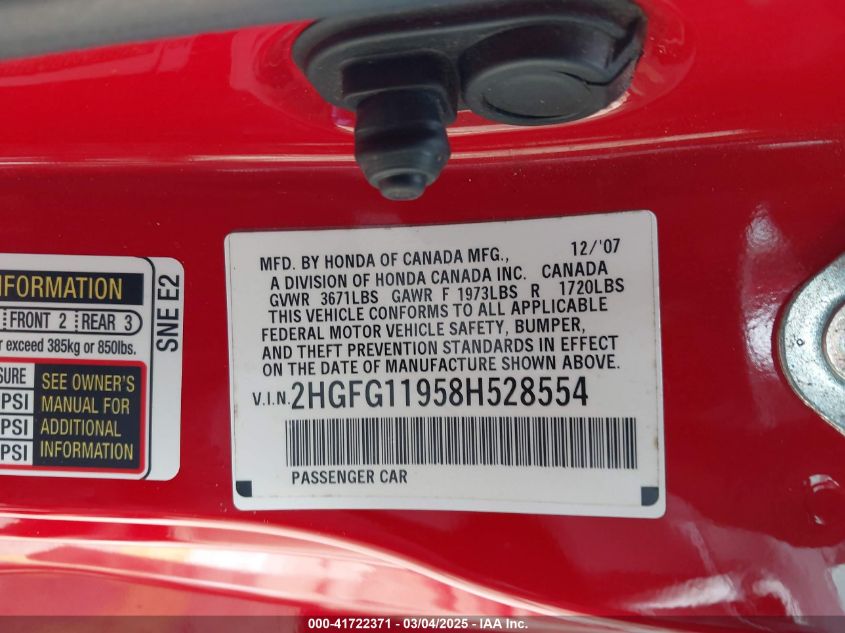 NFORMATION
FRONT 2 REAR 3
r exceed 385kg or 850lbs.
SURE
PSI
PSI
PSI
SEE OWNER'S
MANUAL FOR
ADDITIONAL
INFORMATION
SNE E2
MFD. BY HONDA OF CANADA MFG., 12/'07
A DIVISION OF HONDA CANADA INC. CANADA
GVWR 3671LBS GAWR F 1973LBS R 1720LBS
THIS VEHICLE CONFORMS TO ALL APPLICABLE
FEDERAL MOTOR VEHICLE SAFETY, BUMPER,
AND THEFT PREVENTION STANDARDS IN EFFECT
ON THE DATE OF MANUFACTURE SHOWN ABOVE.
V.I.N. 2HGFG11958H528554
PASSENGER CAR
000-41722371 - 03/04/2025 - IAA Inc.